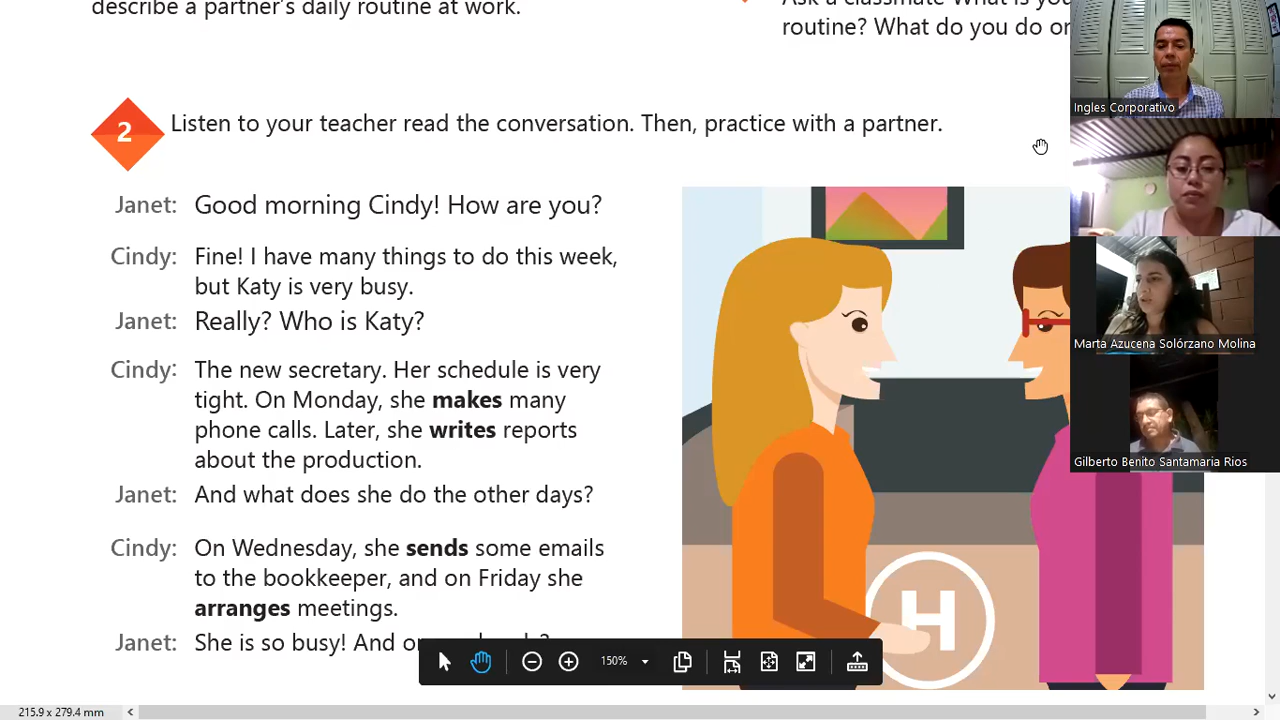 describe a partner's daily routine at work.
Ask a classmate What is you
routine? What do you do or
2
Listen to your teacher read the conversation. Then, practice with a partner.
Janet: Good morning Cindy! How are you?
Cindy: Fine! I have many things to do this week,
but Katy is very busy.
Janet: Really? Who is Katy?
Cindy: The new secretary. Her schedule is very
tight. On Monday, she makes many
phone calls. Later, she writes reports
about the production.
Janet: And what does she do the other days?
Cindy: On Wednesday, she sends some emails
to the bookkeeper, and on Friday she
arranges meetings.
Janet: She is so busy! And
H
Ingles Corporativo
Marta Azucena Solórzano Molina
Gilberto Benito Santamaria Rios
150%
215.9 x 279.4 mm